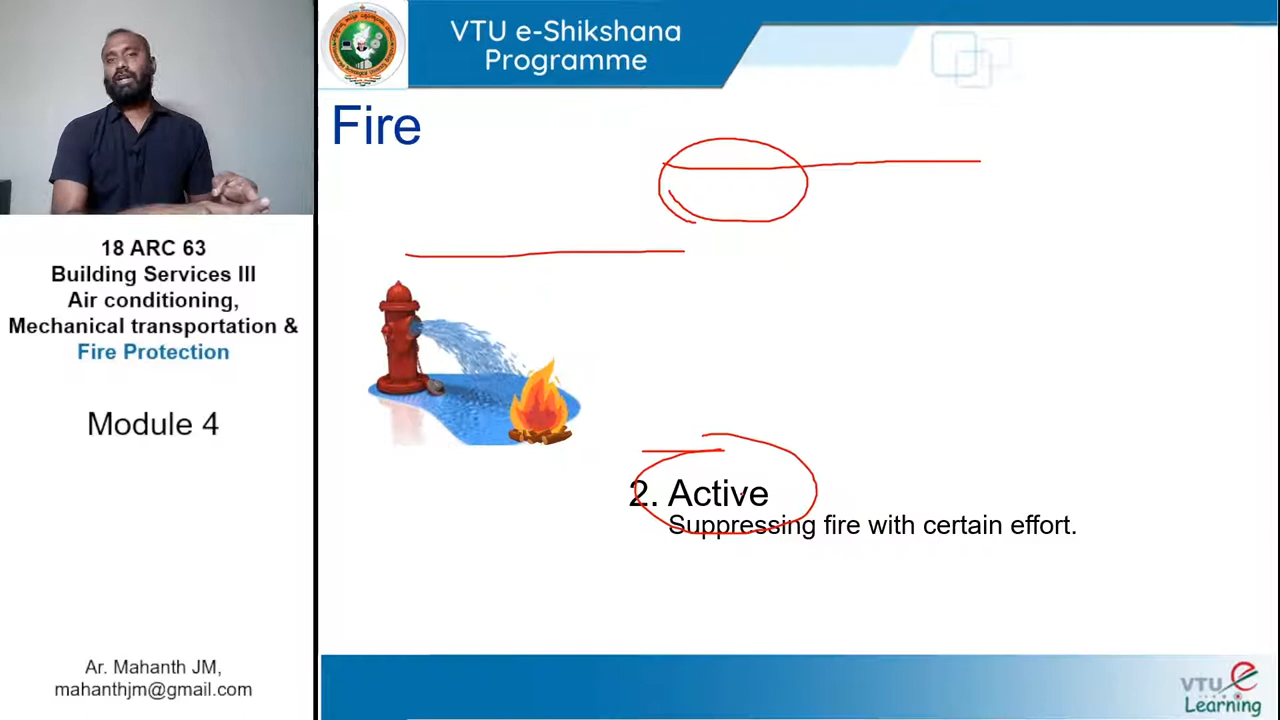 VTU e-Shikshana
Programme
Fire
18 ARC 63
Building Services III
Air conditioning,
Mechanical transportation &
Fire Protection
Module 4
2. Active
Suppressing fire with certain effort.
Ar. Mahanth JM,
mahanthjm@gmail.com
VTU e
Learning